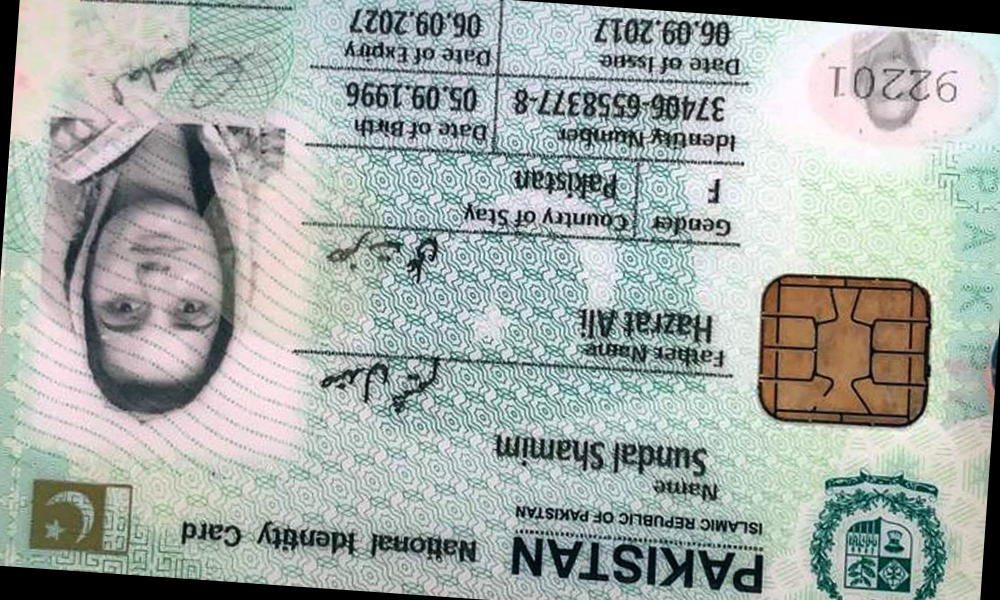 PAKISTAN National Identity Card
ISLAMIC REPUBLIC OF PAKISTAN
Name
Sundal Shamim
Father Name
Hazrat Ali
حضرت علی
Gender Country of Stay
F Pakistan
Identity Number Date of Birth
37406-6558377-8 05.09.1996
Date of Issue Date of Expiry
06.09.2017 06.09.2027
92201